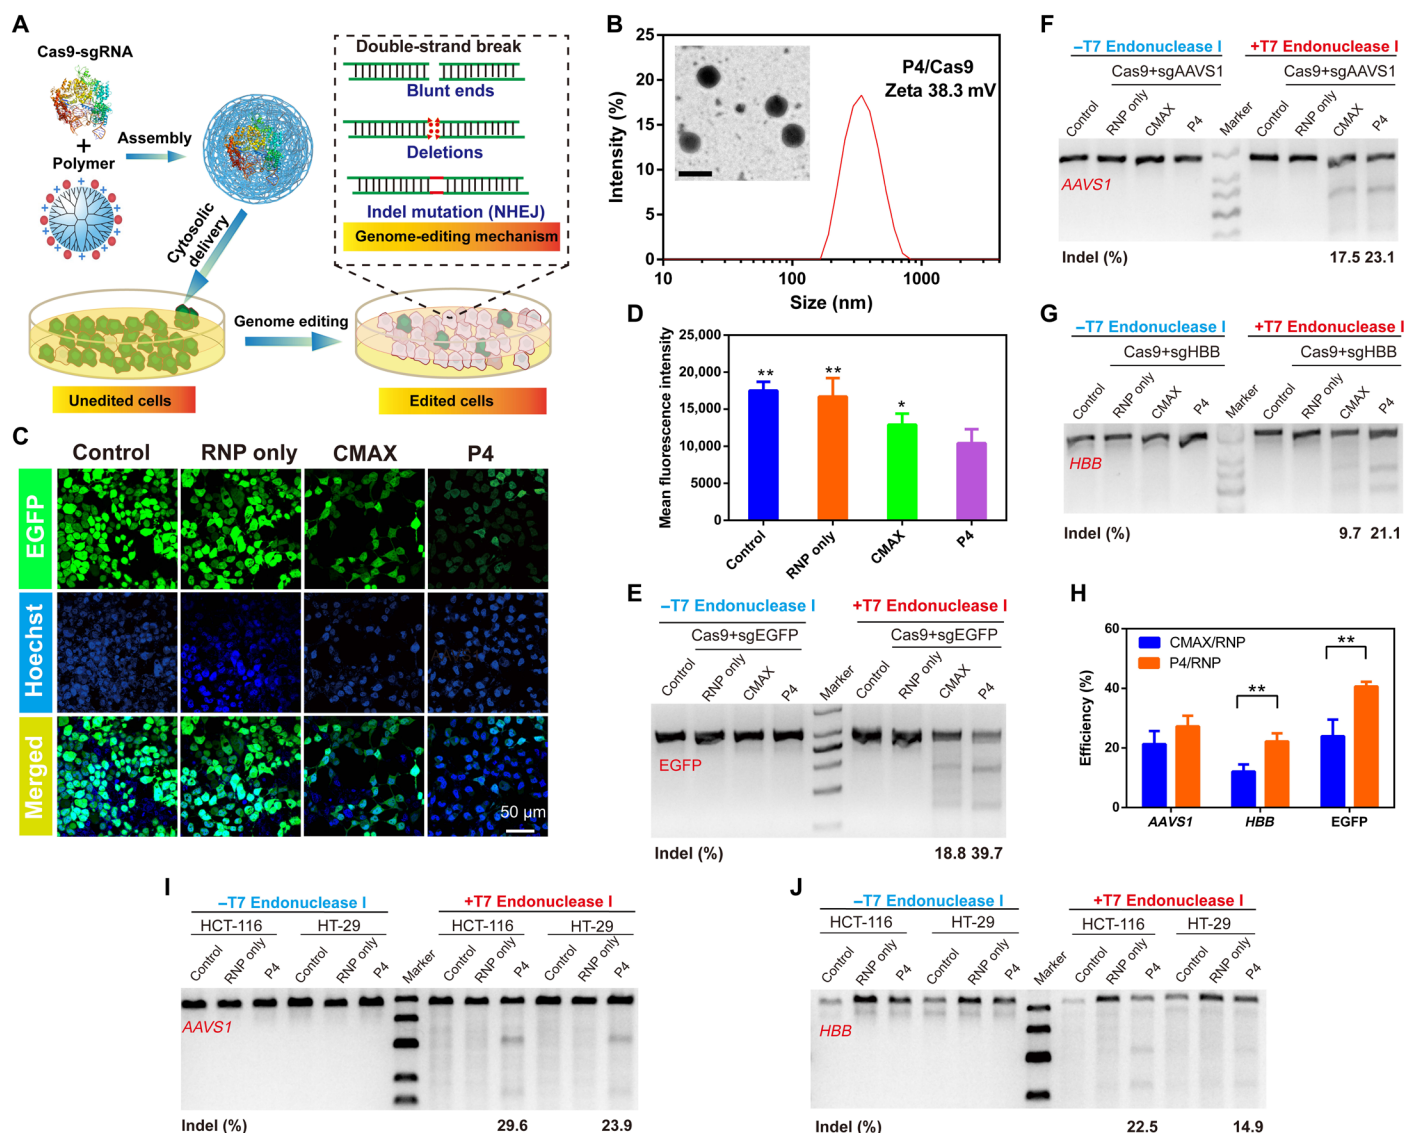 A
Cas9-sgRNA
+
Polymer
Assembly
Cytosolic
delivery
Double-strand break
Blunt ends
Deletions
Indel mutation (NHEJ)
Genome-editing mechanism
Genome editing
Unedited cells
Edited cells
B
Intensity (%)
25
20
15
10
5
0
P4/Cas9
Zeta 38.3 mV
10
100
1000
Size (nm)
C
Control
RNP only
CMAX
P4
EGFP
Hoechst
Merged
50 µm
D
Mean fluorescence intensity
25,000
20,000
15,000
10,000
5000
0
**
**
*
Control
RNP only
CMAX
P4
E
–T7 Endonuclease I
+T7 Endonuclease I
Cas9+sgEGFP
Cas9+sgEGFP
Control
RNP only
CMAX
P4
Marker
Control
RNP only
CMAX
P4
EGFP
Indel (%)
18.8 39.7
F
–T7 Endonuclease I
+T7 Endonuclease I
Cas9+sgAAVS1
Cas9+sgAAVS1
Control
RNP only
CMAX
P4
Marker
Control
RNP only
CMAX
P4
AAVS1
Indel (%)
17.5 23.1
G
–T7 Endonuclease I
+T7 Endonuclease I
Cas9+sgHBB
Cas9+sgHBB
Control
RNP only
CMAX
P4
Marker
Control
RNP only
CMAX
P4
HBB
Indel (%)
9.7 21.1
H
Efficiency (%)
60
40
20
0
CMAX/RNP
P4/RNP
**
**
AAVS1
HBB
EGFP
I
–T7 Endonuclease I
+T7 Endonuclease I
HCT-116
HT-29
HCT-116
HT-29
Control
RNP only
P4
Control
RNP only
P4
Marker
Control
RNP only
P4
Control
RNP only
P4
AAVS1
Indel (%)
29.6
23.9
J
–T7 Endonuclease I
+T7 Endonuclease I
HCT-116
HT-29
HCT-116
HT-29
Control
RNP only
P4
Control
RNP only
P4
Marker
Control
RNP only
P4
Control
RNP only
P4
HBB
Indel (%)
22.5
14.9